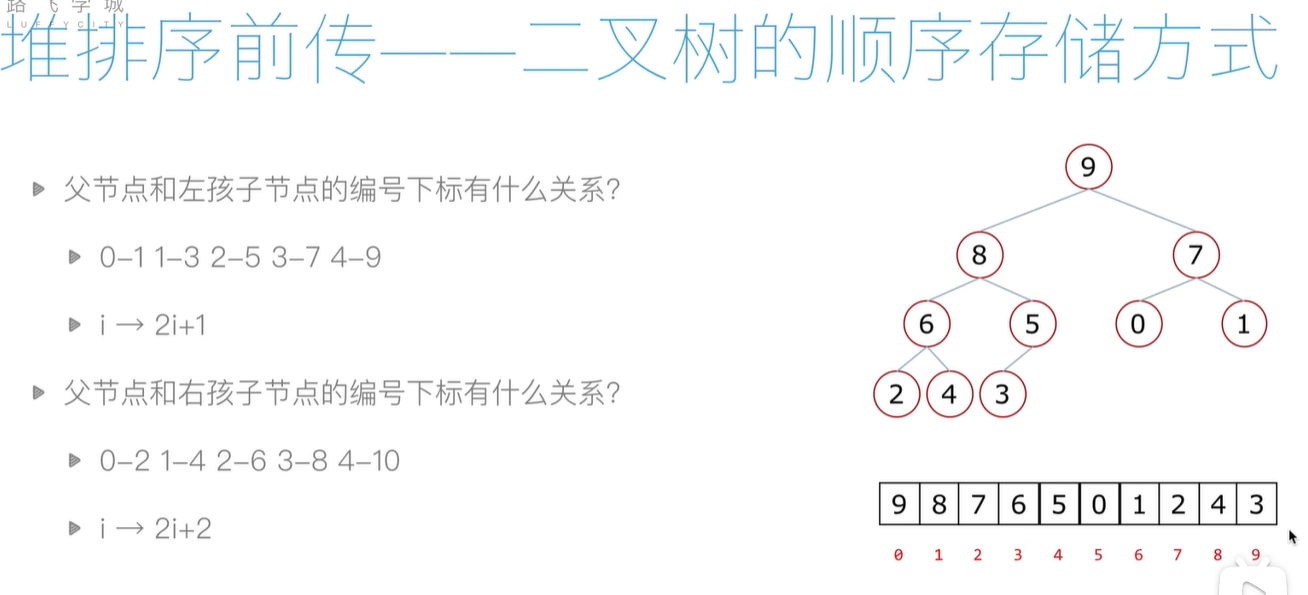 路飞学城
LUFFYCITY
堆排序前传——二叉树的顺序存储方式
父节点和左孩子节点的编号下标有什么关系?
0–1 1–3 2–5 3–7 4–9
i → 2i+1
父节点和右孩子节点的编号下标有什么关系?
0–2 1–4 2–6 3–8 4–10
i → 2i+2
9
8 7
6 5 0 1
2 4 3
9 8 7 6 5 0 1 2 4 3
0 1 2 3 4 5 6 7 8 9